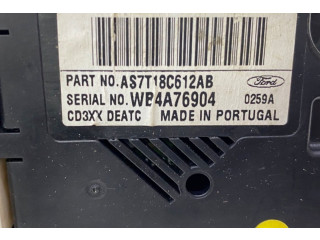 PART NO. AS7T18C612AB
Ford
SERIAL NO. WB4A76904 0259A
CD3XX DEATC MADE IN PORTUGAL